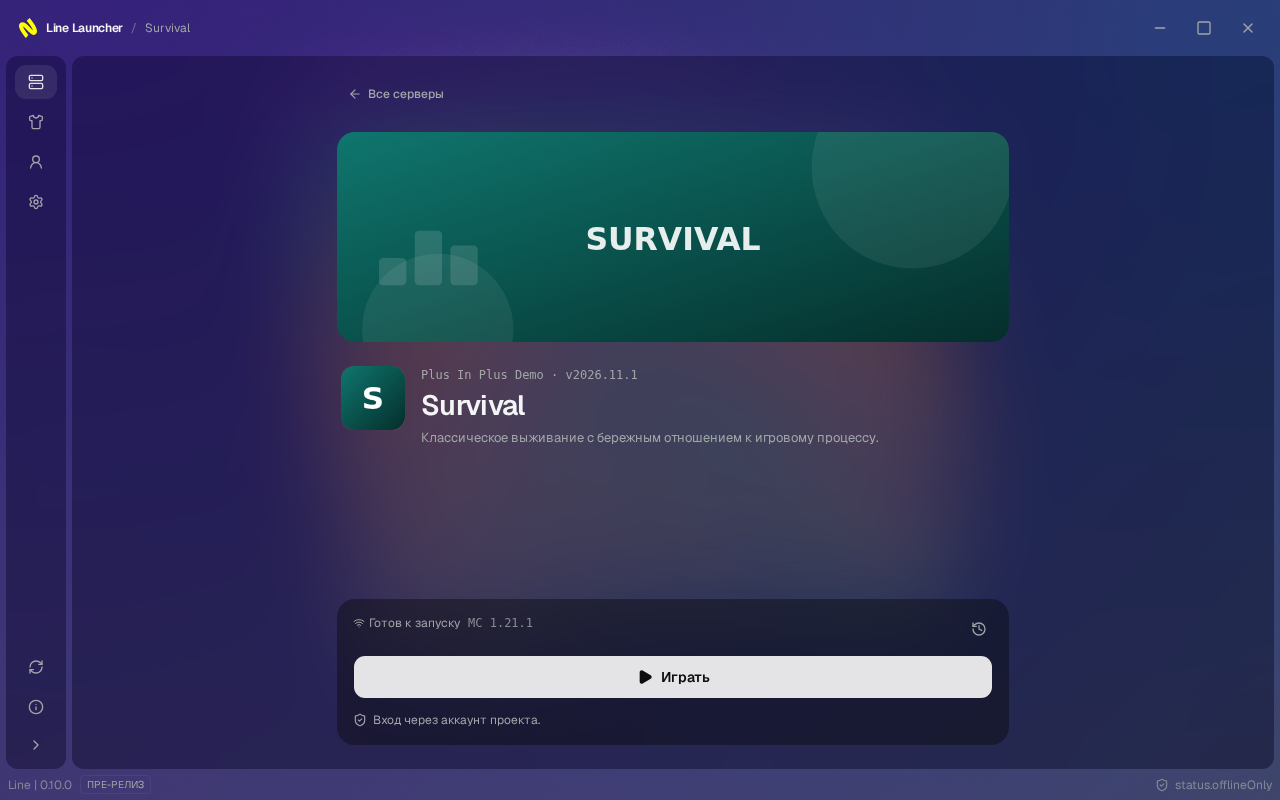 Line Launcher / Survival
Все серверы
SURVIVAL
S
Plus In Plus Demo · v2026.11.1
Survival
Классическое выживание с бережным отношением к игровому процессу.
Готов к запуску MC 1.21.1
Играть
Вход через аккаунт проекта.
Line | 0.10.0 ПРЕ-РЕЛИЗ
status.offlineOnly